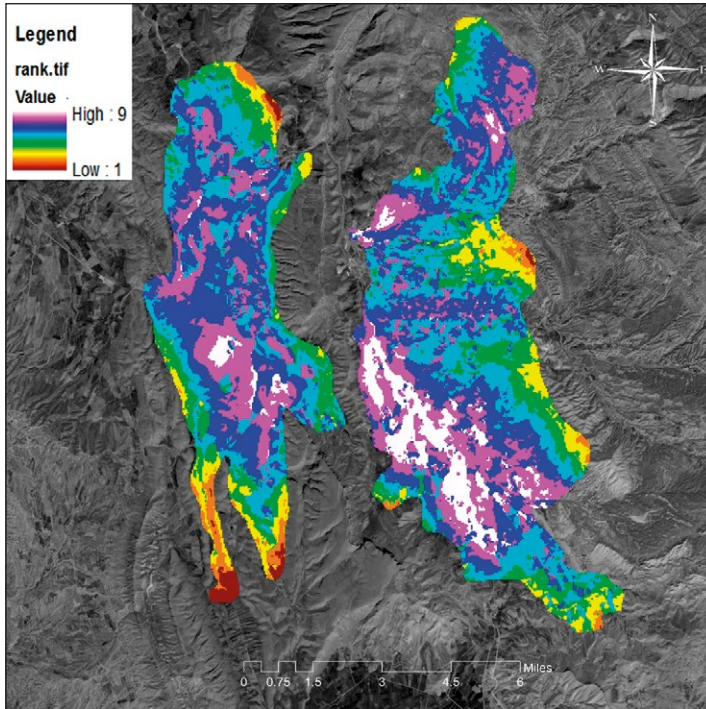 Legend
rank.tif
Value
High : 9
Low : 1
N
W
E
S
Miles
0 0.75 1.5 3 4.5 6